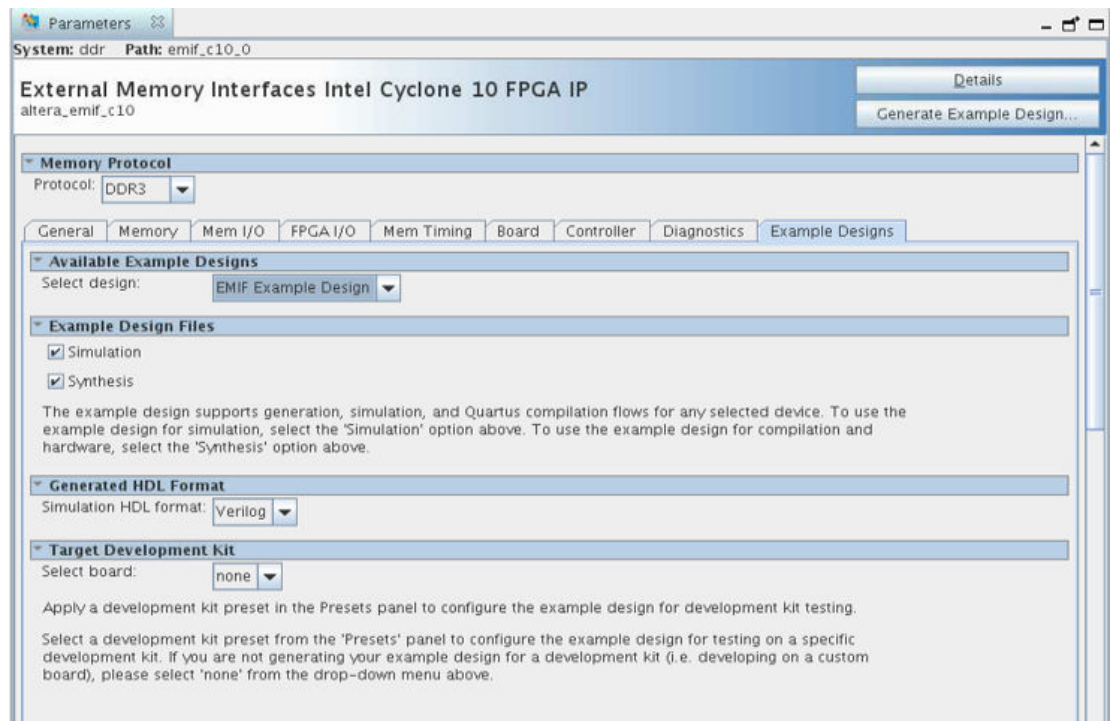 Parameters
System: ddr Path: emif_c10_0
External Memory Interfaces Intel Cyclone 10 FPGA IP
altera_emif_c10
Details
Generate Example Design...
Memory Protocol
Protocol: DDR3
General Memory Mem I/O FPGA I/O Mem Timing Board Controller Diagnostics Example Designs
Available Example Designs
Select design: EMIF Example Design
Example Design Files
Simulation
Synthesis
The example design supports generation, simulation, and Quartus compilation flows for any selected device. To use the
example design for simulation, select the 'Simulation' option above. To use the example design for compilation and
hardware, select the 'Synthesis' option above.
Generated HDL Format
Simulation HDL format: Verilog
Target Development Kit
Select board: none
Apply a development kit preset in the Presets panel to configure the example design for development kit testing.
Select a development kit preset from the 'Presets' panel to configure the example design for testing on a specific
development kit. If you are not generating your example design for a development kit (i.e. developing on a custom
board), please select 'none' from the drop-down menu above.